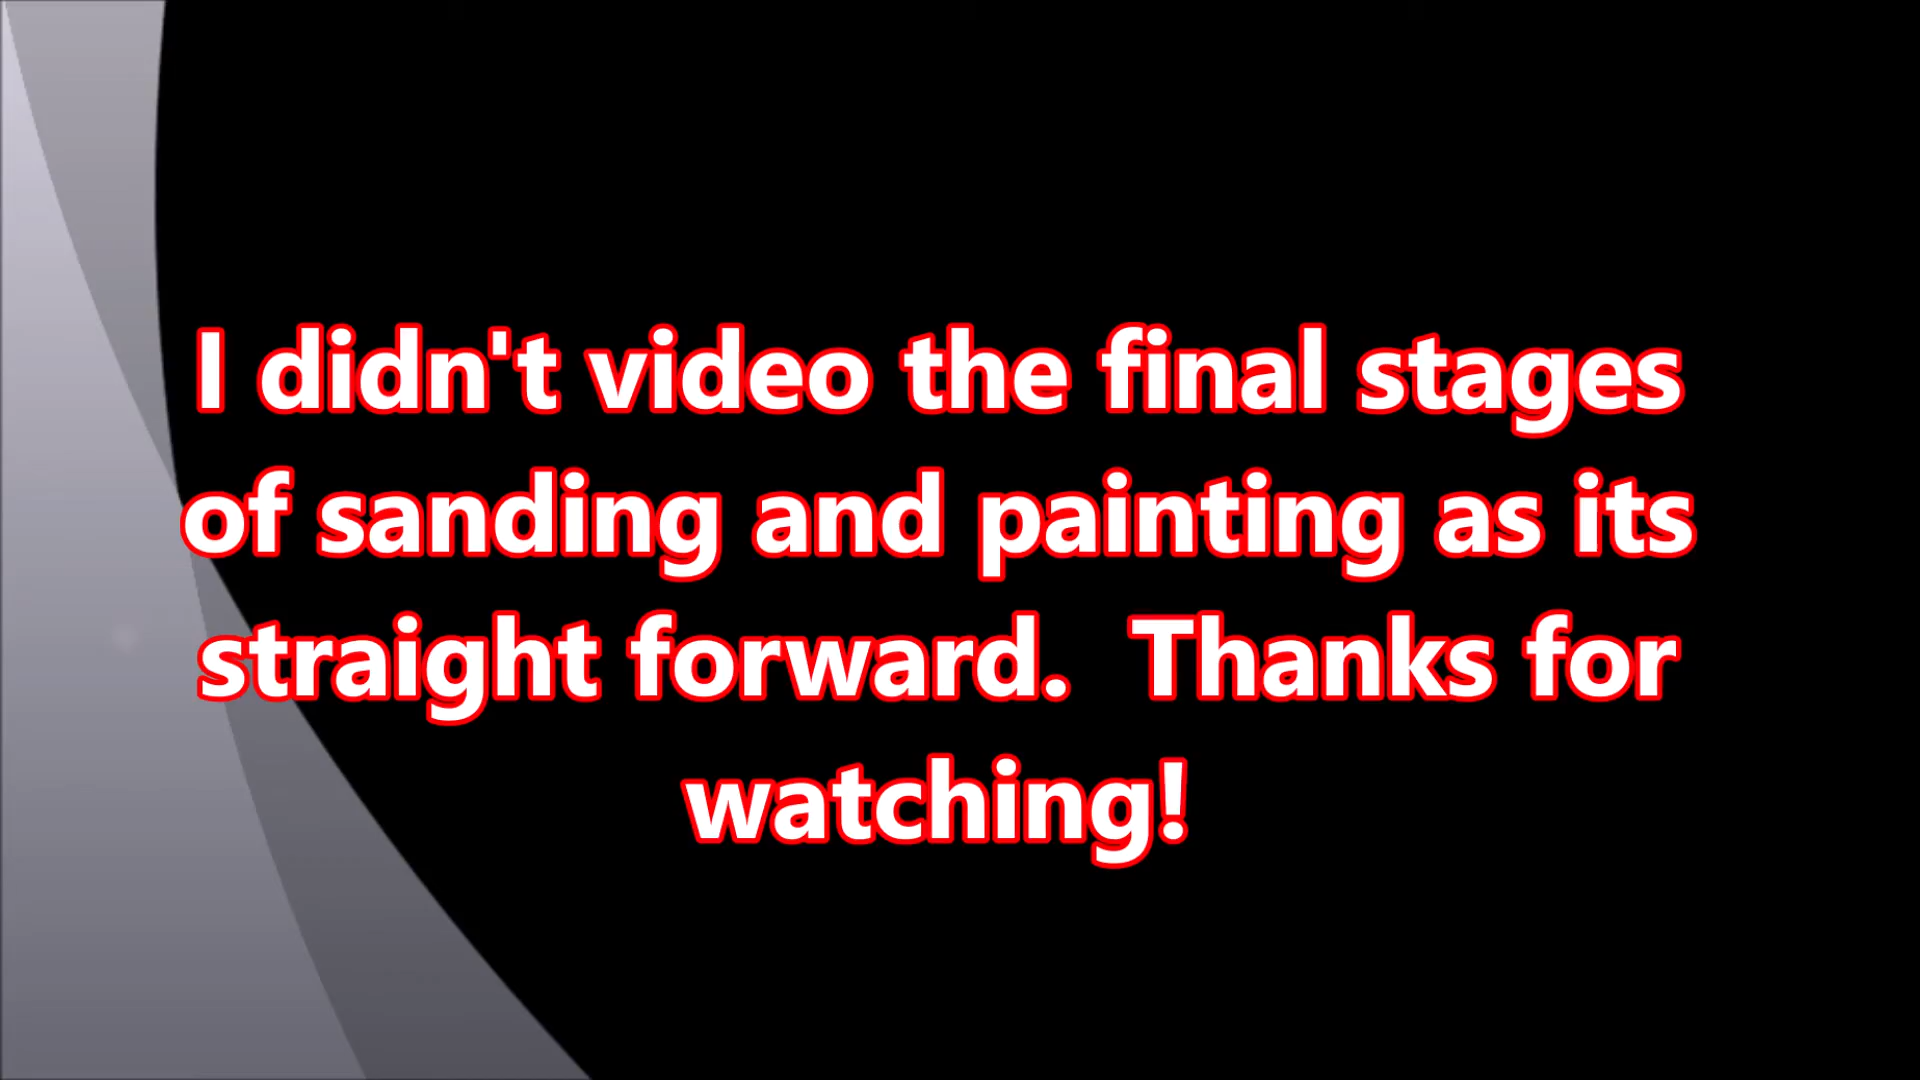 I didn't video the final stages
of sanding and painting as its
straight forward.  Thanks for
watching!